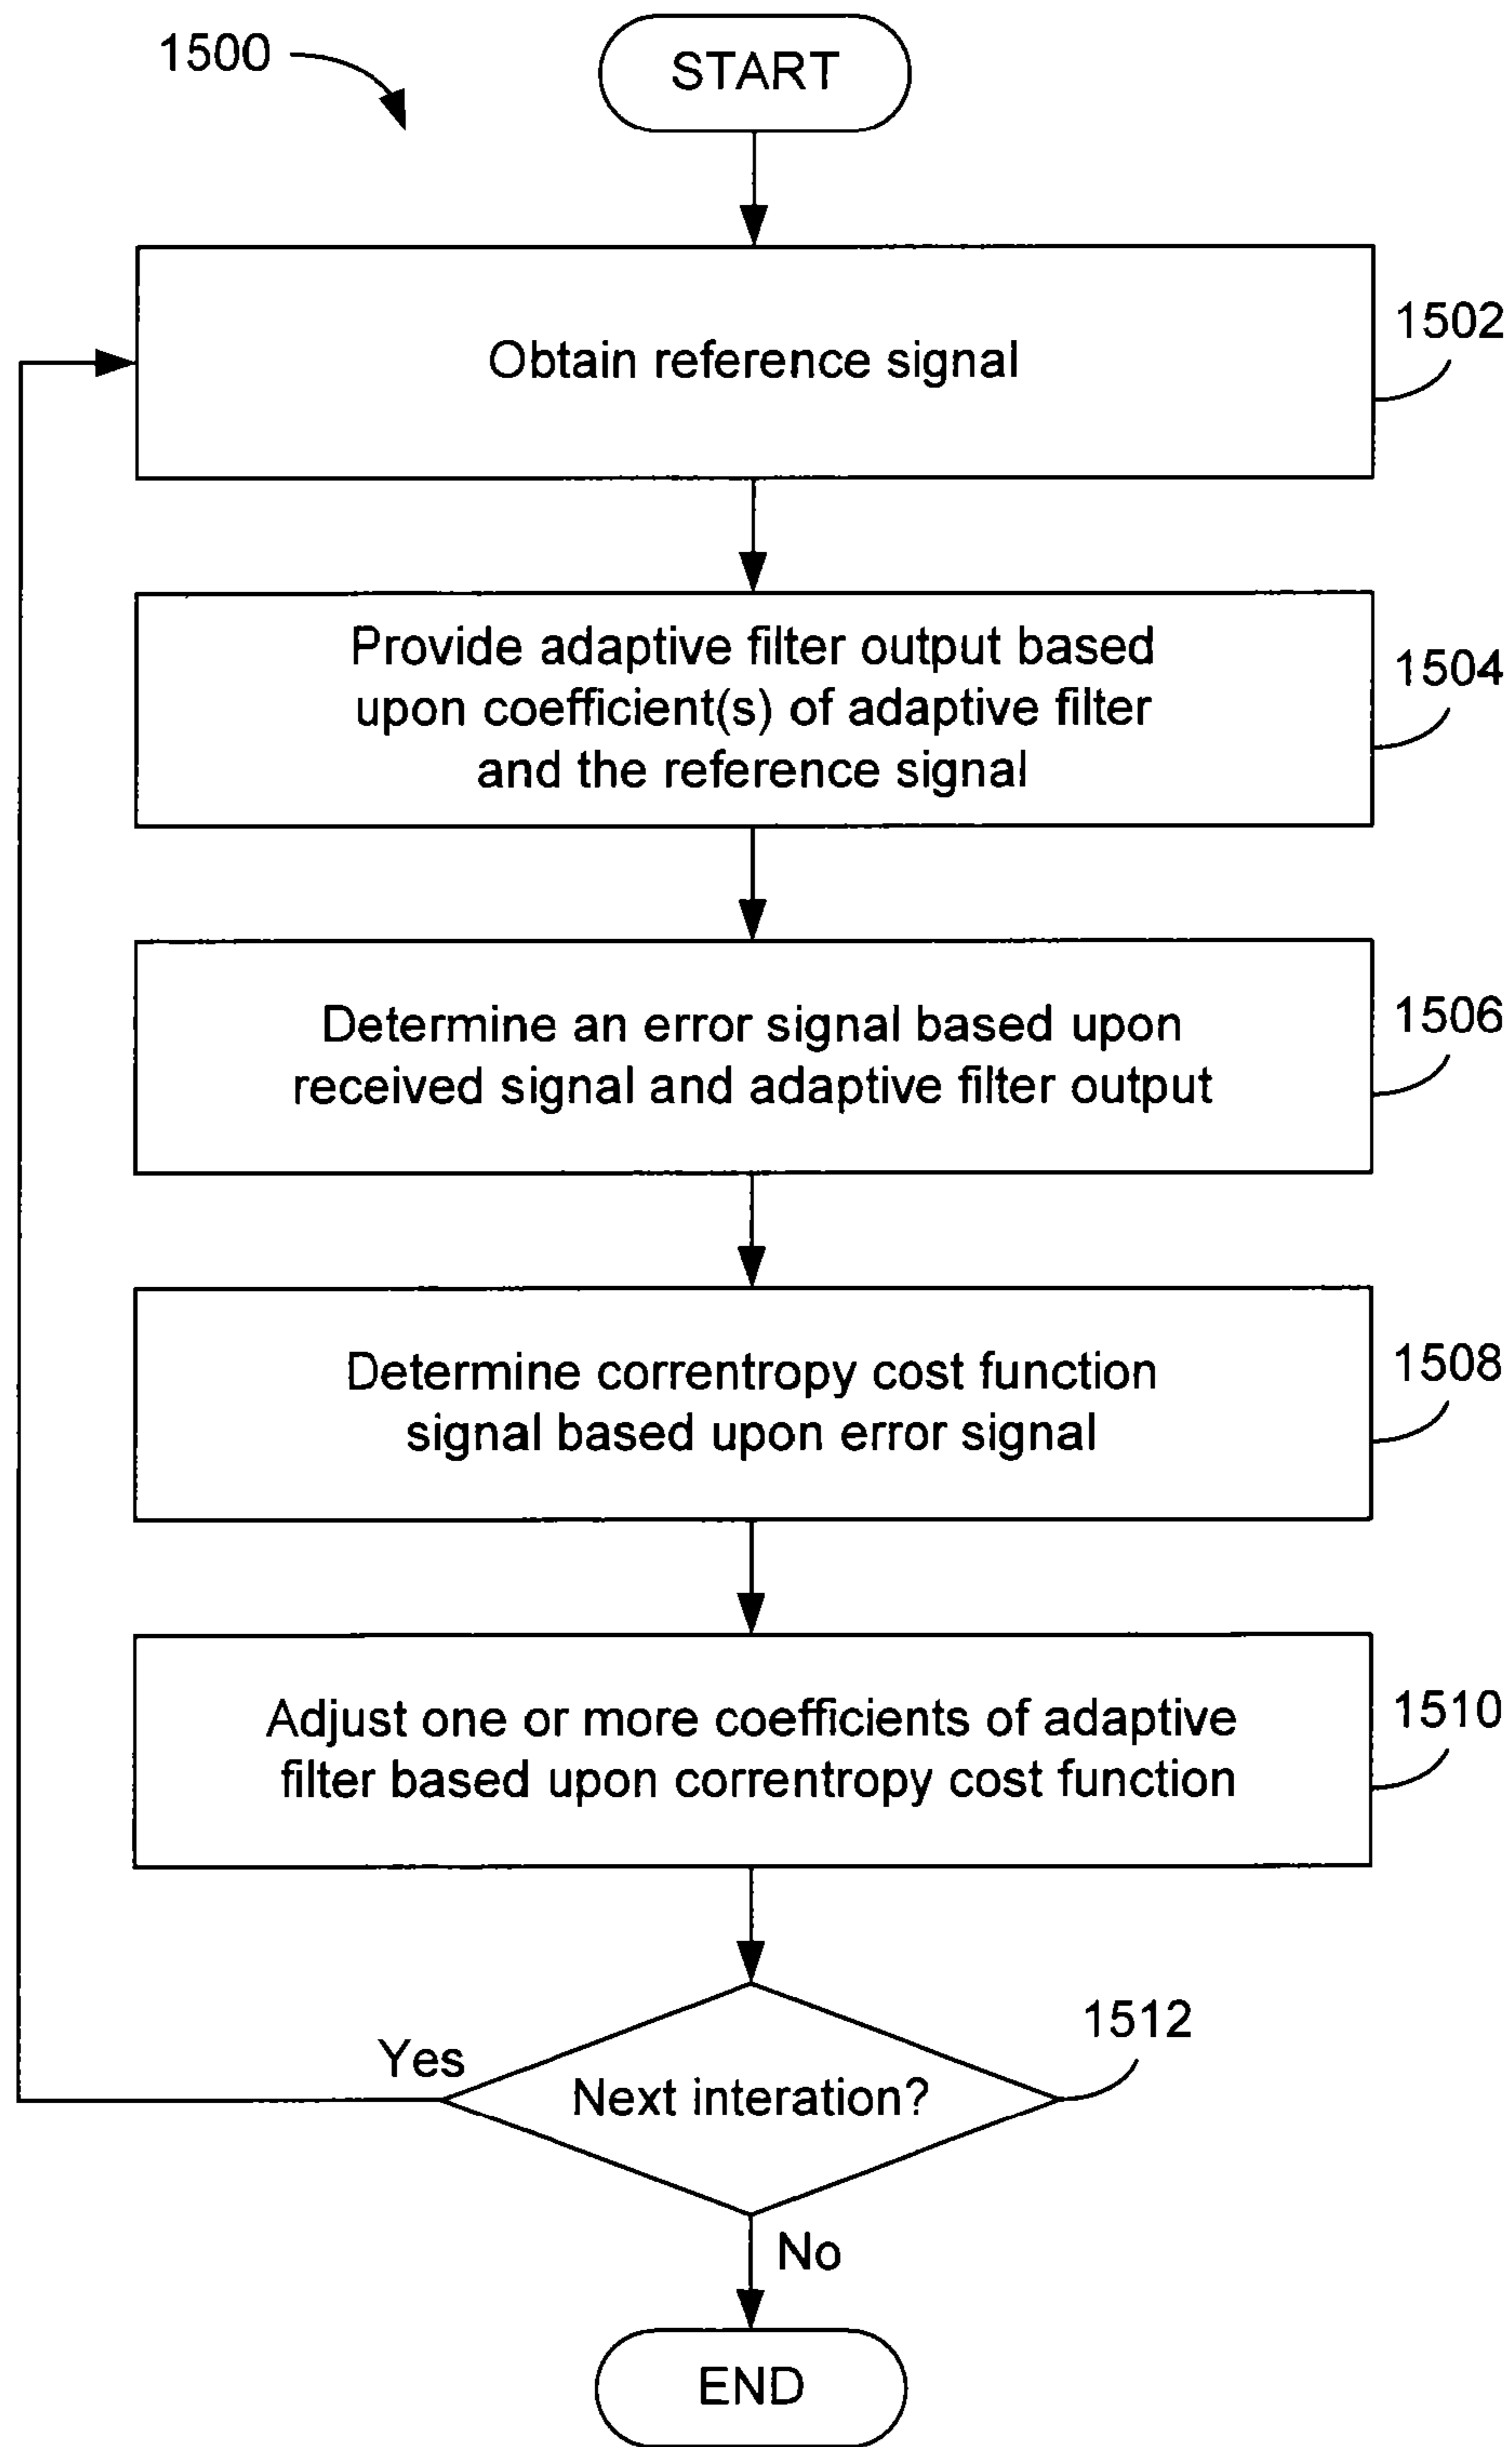 1500
START
Obtain reference signal
1502
Provide adaptive filter output based
upon coefficient(s) of adaptive filter
and the reference signal
1504
Determine an error signal based upon
received signal and adaptive filter output
1506
Determine correntropy cost function
signal based upon error signal
1508
Adjust one or more coefficients of adaptive
filter based upon correntropy cost function
1510
Next interation?
1512
Yes
No
END